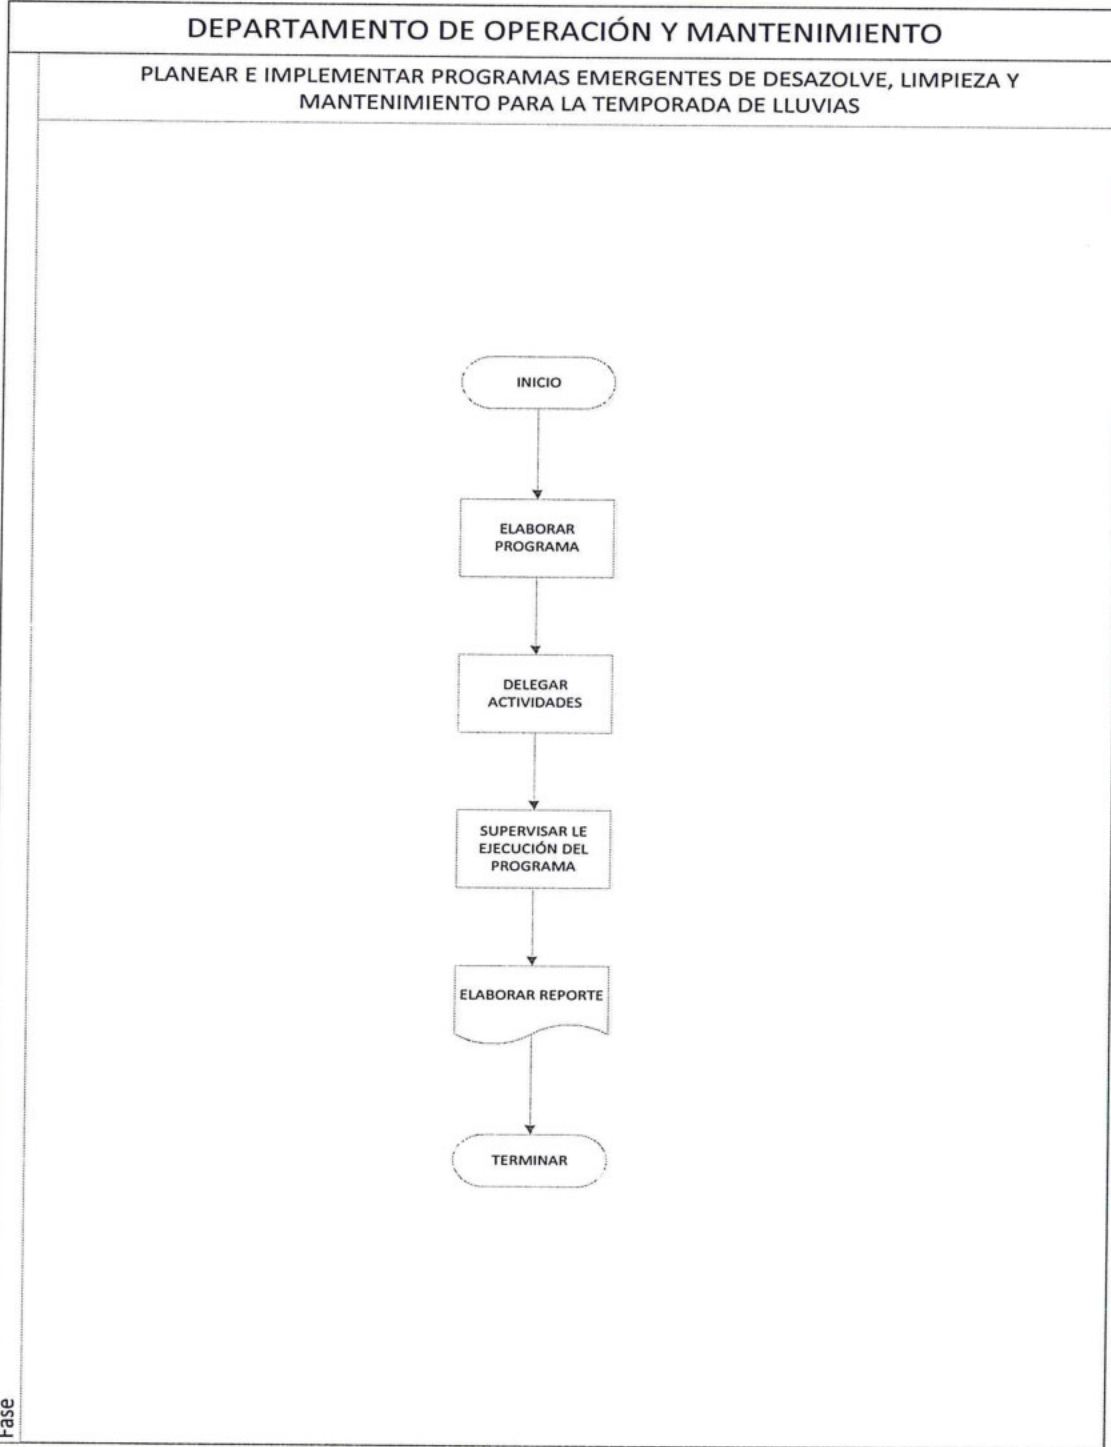 DEPARTAMENTO DE OPERACIÓN Y MANTENIMIENTO
PLANEAR E IMPLEMENTAR PROGRAMAS EMERGENTES DE DESAZOLVE, LIMPIEZA Y
MANTENIMIENTO PARA LA TEMPORADA DE LLUVIAS
INICIO
ELABORAR
PROGRAMA
DELEGAR
ACTIVIDADES
SUPERVISAR LE
EJECUCIÓN DEL
PROGRAMA
ELABORAR REPORTE
TERMINAR
Fase